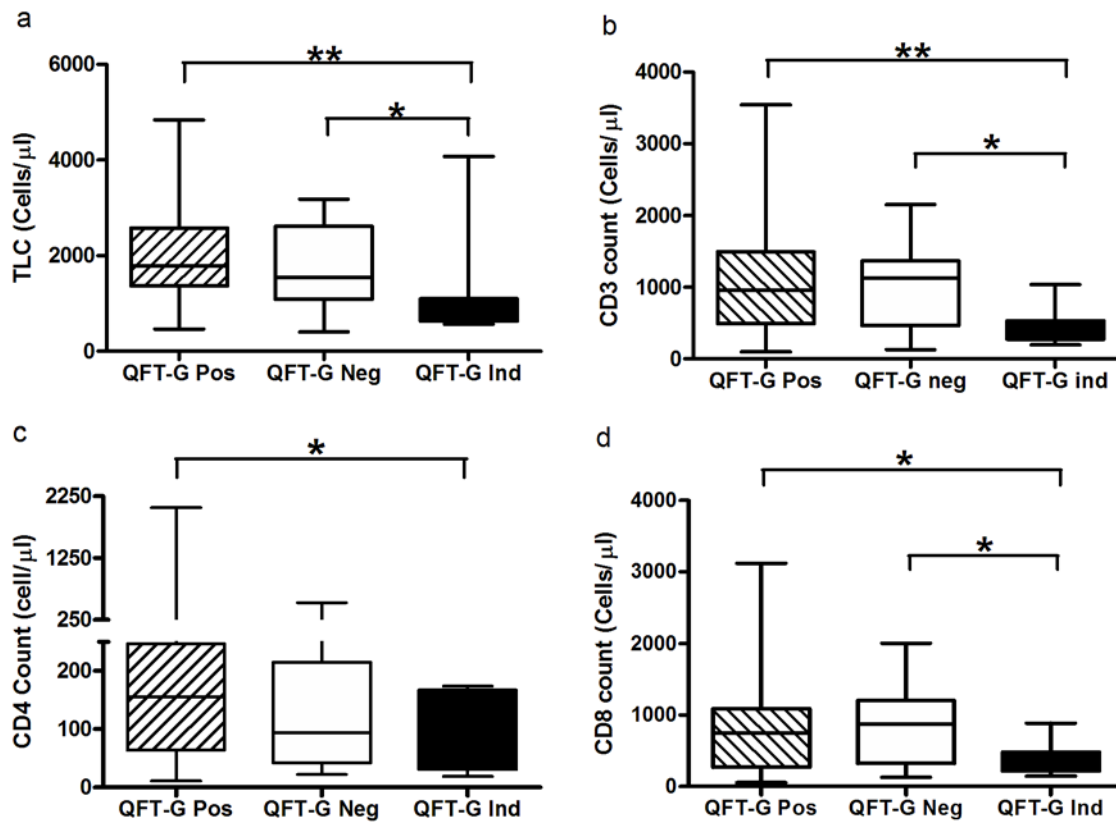 a
**
*
6000
4000
2000
0
TLC (Cells/µl)
QFT-G Pos QFT-G Neg QFT-G Ind
b
**
*
4000
3000
2000
1000
0
CD3 count (Cells/µl)
QFT-G Pos QFT-G neg QFT-G ind
c
*
2250
1250
250
200
100
0
CD4 Count (cell/µl)
QFT-G Pos QFT-G Neg QFT-G Ind
d
*
*
4000
3000
2000
1000
0
CD8 count (Cells/µl)
QFT-G Pos QFT-G Neg QFT-G Ind